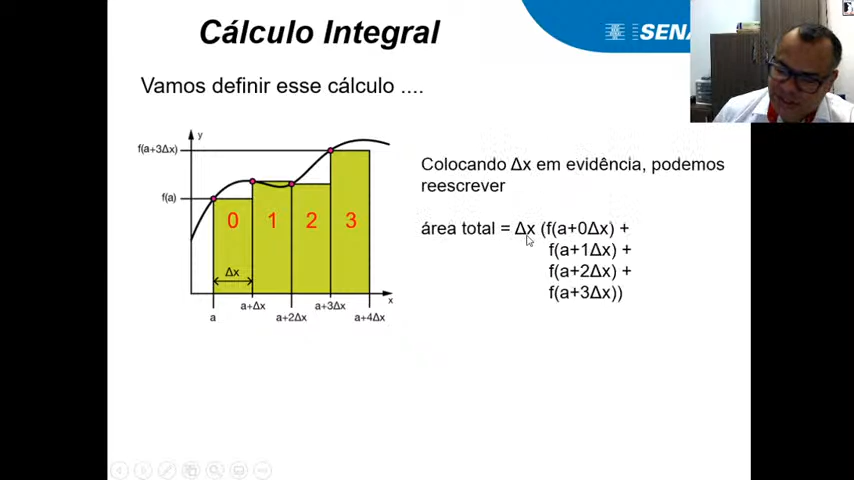 Cálculo Integral
Vamos definir esse cálculo ....
y
f(a+3Δx)
f(a)
0 1 2 3
Δx
x
a
a+Δx
a+2Δx
a+3Δx
a+4Δx
Colocando Δx em evidência, podemos
reescrever
área total = Δx (f(a+0Δx) +
f(a+1Δx) +
f(a+2Δx) +
f(a+3Δx))